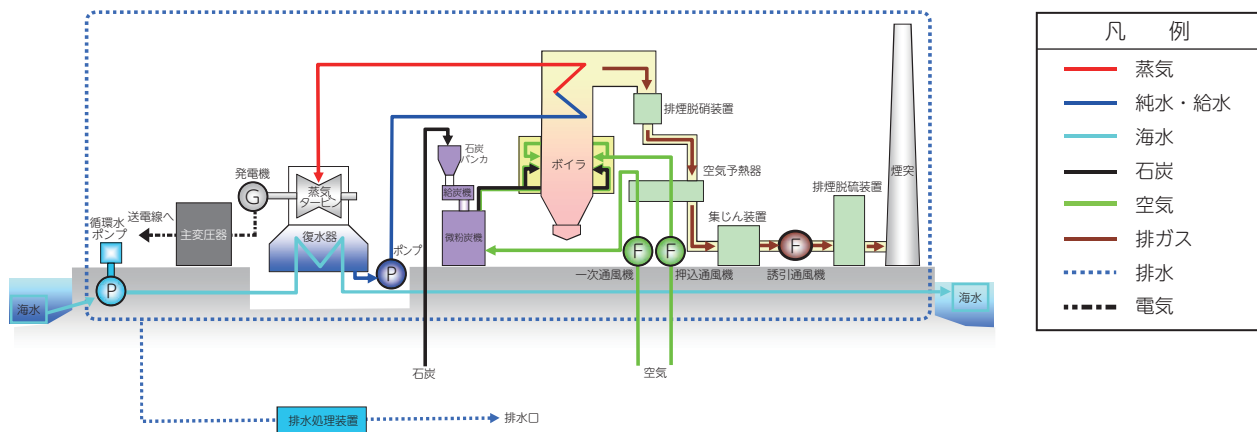 凡　例
蒸気
純水・給水
海水
石炭
空気
排ガス
排水
電気
排煙脱硝装置
石炭
バンカ
ボイラ
空気予熱器
煙突
発電機
G
蒸気
タービン
給炭機
排煙脱硫装置
送電線へ
循環水
ポンプ
主変圧器
復水器
ポンプ
微粉炭機
集じん装置
F
F
F
P
P
一次通風機
押込通風機
誘引通風機
海水
海水
石炭
空気
排水処理装置
排水口